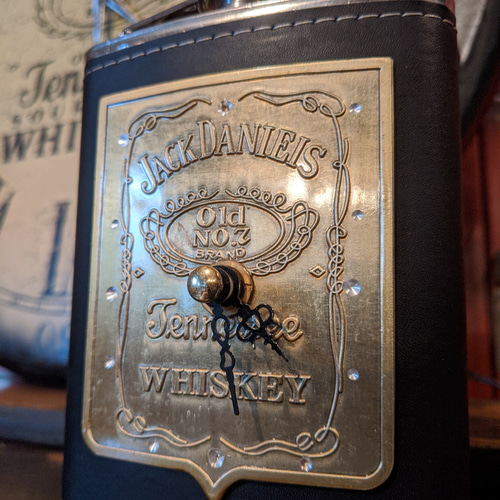 JACK DANIEL'S
Old
NO.7
BRAND
Tennessee
WHISKEY